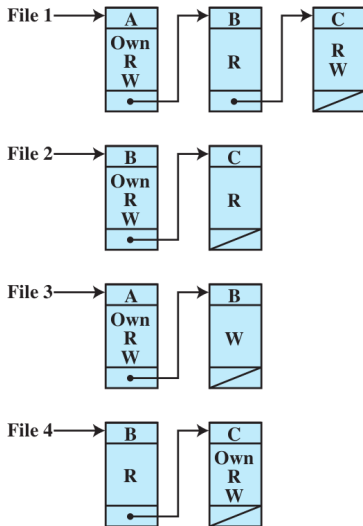 File 1 A B C
Own R R
R W
W
File 2 B C
Own R
R
W
File 3 A B
Own W
R
W
File 4 B C
R Own
R
W